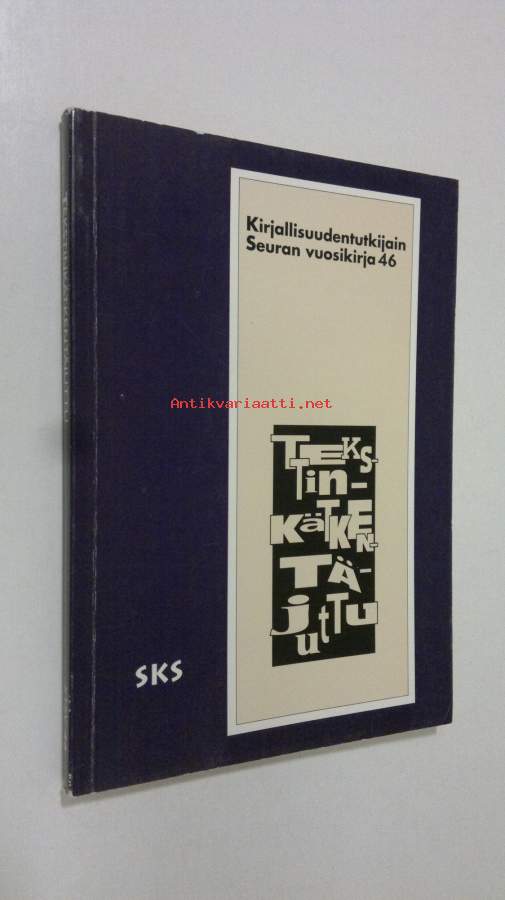 Kirjallisuudentutkijain
Seuran vuosikirja 46
Antikvariaatti.net
TEKS-
Tin-
KäTKEN-
TÄ-
juttu
SKS